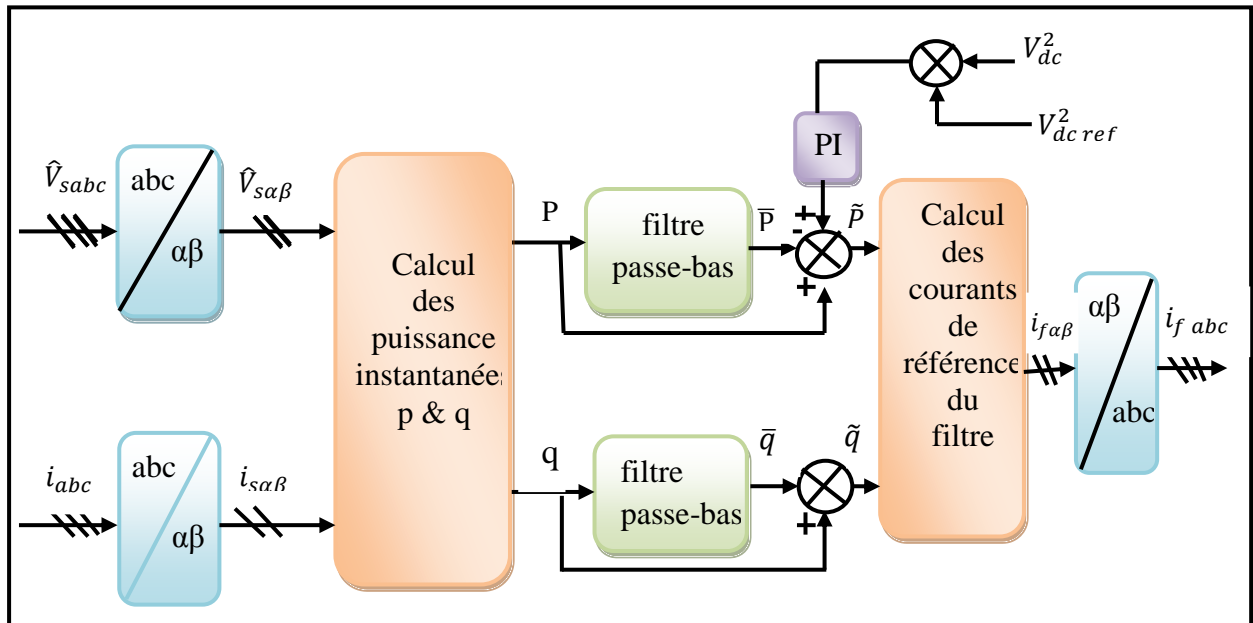 V²dc
V²dc ref
PI
V̂sabc
abc
αβ
V̂sαβ
Calcul
des
puissance
instantanées
p & q
P
filtre
passe-bas
P̅
+
-
+
P̃
Calcul
des
courants
de
référence
du
filtre
ifαβ
αβ
abc
if abc
iabc
abc
αβ
isαβ
q
filtre
passe-bas
q̅
+
q̃